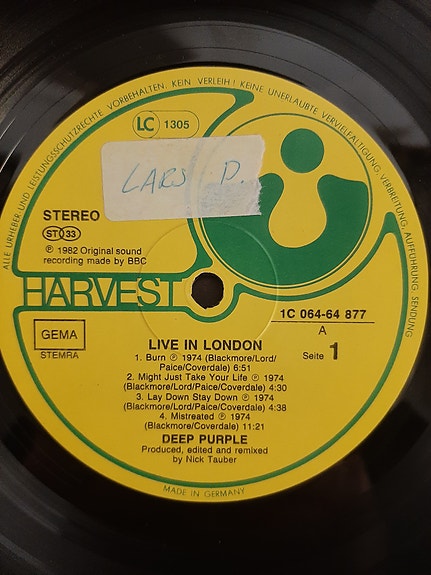 ALLE URHEBER UND LEISTUNGSSCHUTZRECHTE VORBEHALTEN. KEIN VERLEIH! KEINE UNERLAUBTE VERVIELFÄLTIGUNG, VERBREITUNG, AUFFÜHRUNG, SENDUNG
LC 1305
LARS P.
STEREO
ST 33
℗ 1982 Original sound
recording made by BBC
HARVEST
1C 064-64 877
A
GEMA
STEMRA
Seite 1
LIVE IN LONDON
1. Burn ℗ 1974 (Blackmore/Lord/
Paice/Coverdale) 6:51
2. Might Just Take Your Life ℗ 1974
(Blackmore/Lord/Paice/Coverdale) 4:30
3. Lay Down Stay Down ℗ 1974
(Blackmore/Lord/Paice/Coverdale) 4:38
4. Mistreated ℗ 1974
(Blackmore/Coverdale) 11:21
DEEP PURPLE
Produced, edited and remixed
by Nick Tauber
MADE IN GERMANY